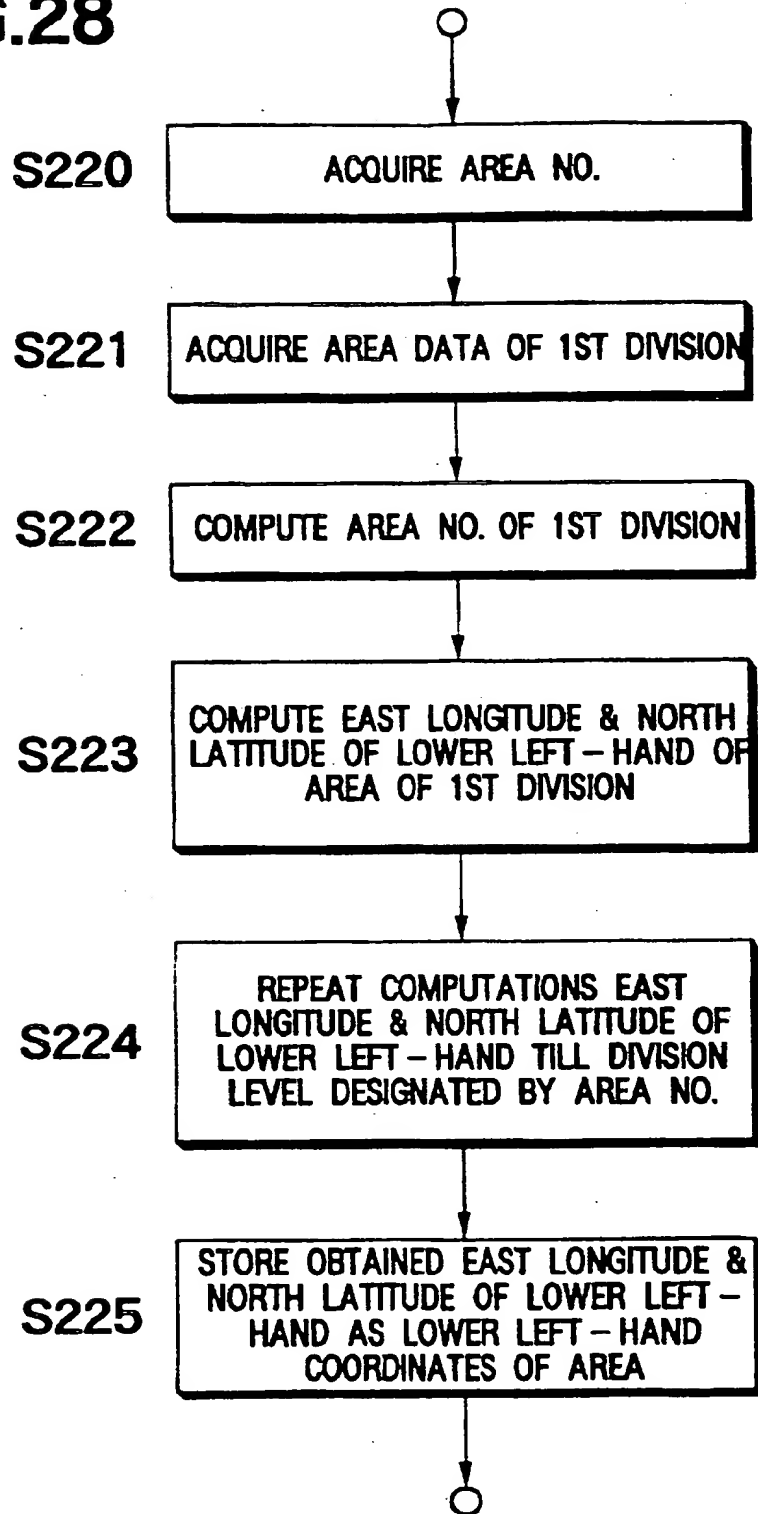 G.28
S220
ACQUIRE AREA NO.
S221
ACQUIRE AREA DATA OF 1ST DIVISION
S222
COMPUTE AREA NO. OF 1ST DIVISION
S223
COMPUTE EAST LONGITUDE & NORTH
LATITUDE OF LOWER LEFT-HAND OF
AREA OF 1ST DIVISION
S224
REPEAT COMPUTATIONS EAST
LONGITUDE & NORTH LATITUDE OF
LOWER LEFT-HAND TILL DIVISION
LEVEL DESIGNATED BY AREA NO.
S225
STORE OBTAINED EAST LONGITUDE &
NORTH LATITUDE OF LOWER LEFT-
HAND AS LOWER LEFT-HAND
COORDINATES OF AREA